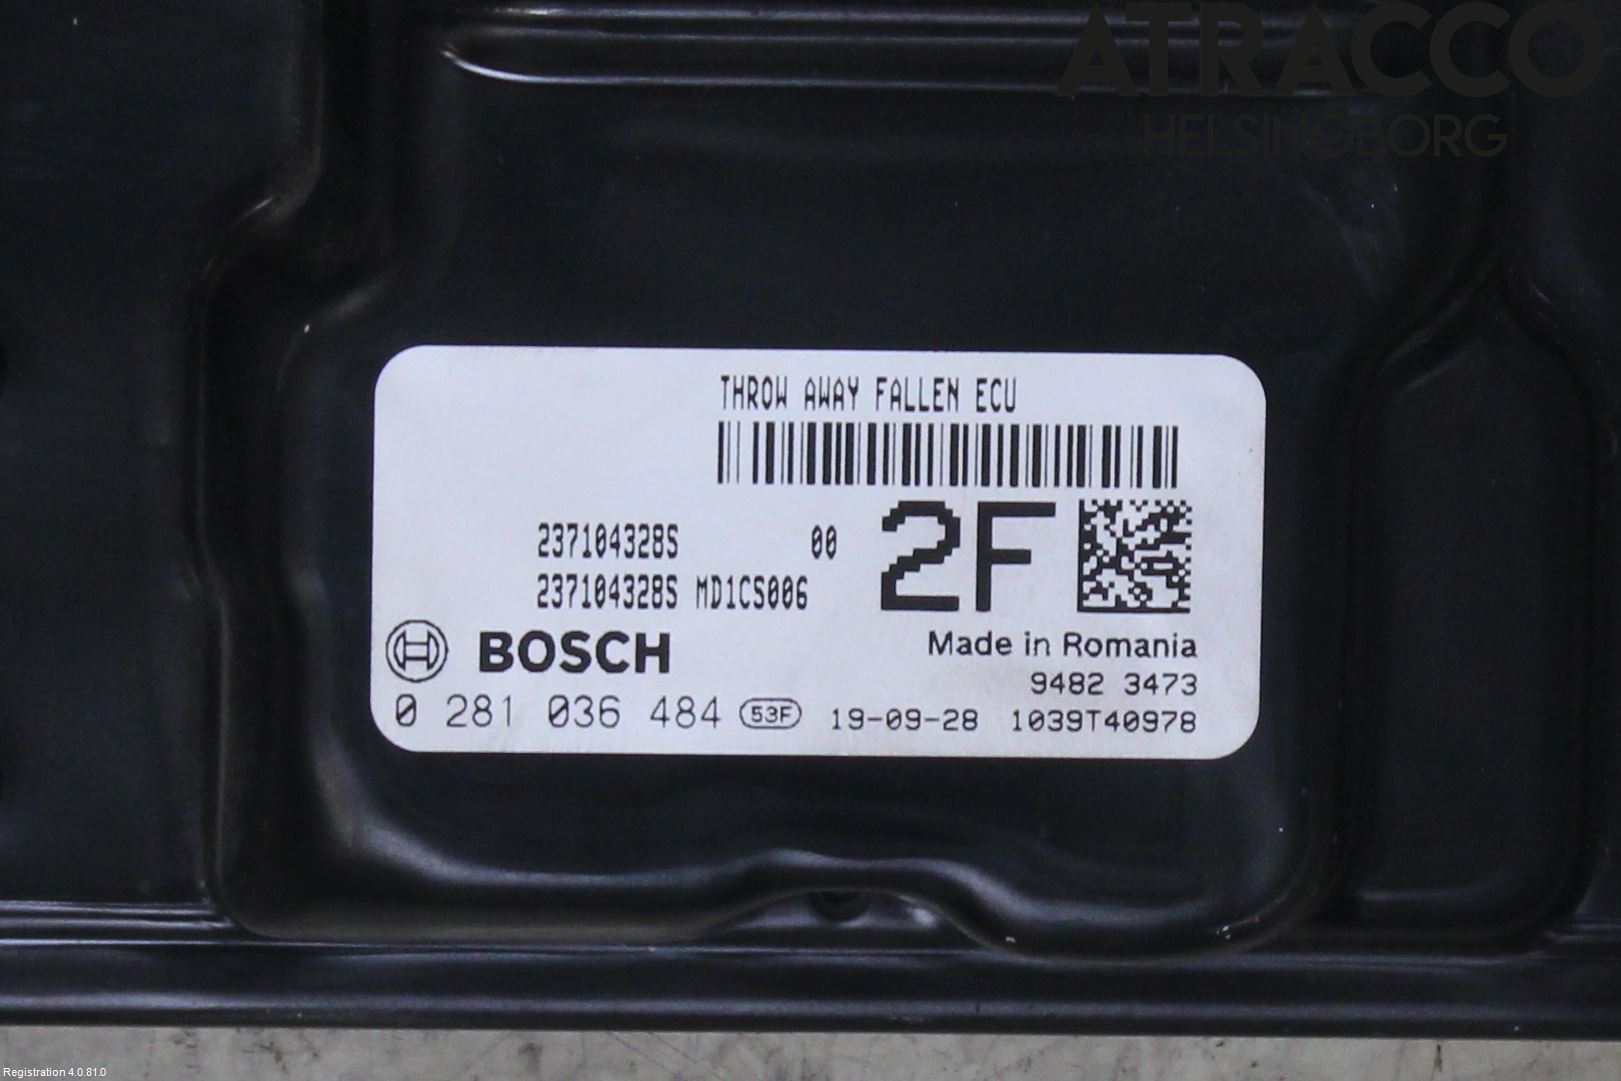 ATRACCO
HELSINGBORG
THROW AWAY FALLEN ECU
237104328S 00
237104328S MD1CS006
2F
BOSCH
Made in Romania
9482 3473
0 281 036 484 53F 19-09-28 1039T40978
Registration 4.0.81.0